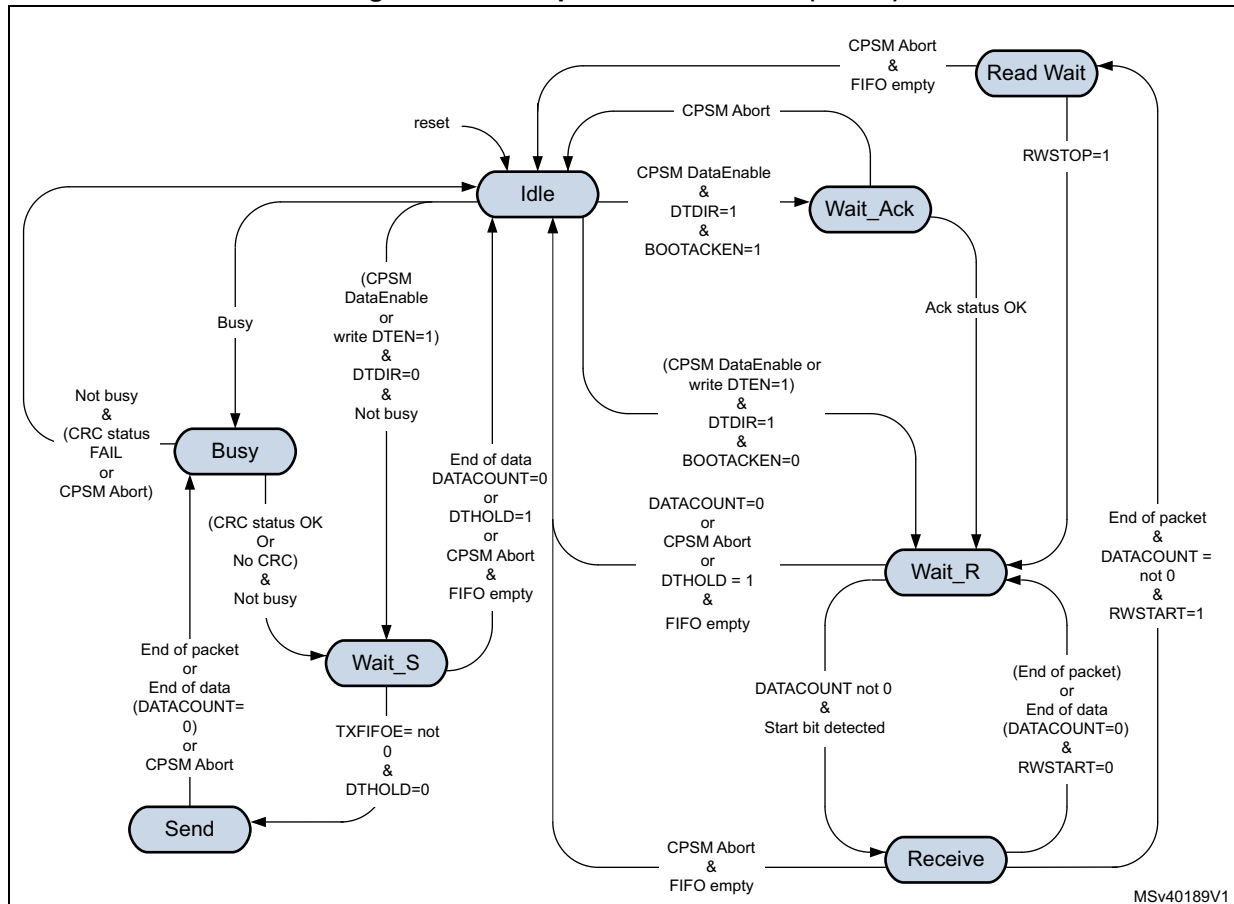 CPSM Abort
&
FIFO empty
Read Wait
reset
CPSM Abort
RWSTOP=1
Idle
CPSM DataEnable
&
DTDIR=1
&
BOOTACKEN=1
Wait_Ack
(CPSM
DataEnable
or
write DTEN=1)
&
DTDIR=0
&
Not busy
Busy
Ack status OK
(CPSM DataEnable or
write DTEN=1)
&
DTDIR=1
&
BOOTACKEN=0
Not busy
&
(CRC status
FAIL
or
CPSM Abort)
Busy
End of data
DATACOUNT=0
or
DTHOLD=1
or
CPSM Abort
&
FIFO empty
DATACOUNT=0
or
CPSM Abort
or
DTHOLD = 1
&
FIFO empty
Wait_R
End of packet
&
DATACOUNT =
not 0
&
RWSTART=1
(CRC status OK
Or
No CRC)
&
Not busy
Wait_S
End of packet
or
End of data
(DATACOUNT=
0)
or
CPSM Abort
TXFIFOE= not
0
&
DTHOLD=0
DATACOUNT not 0
&
Start bit detected
(End of packet)
or
End of data
(DATACOUNT=0)
&
RWSTART=0
Send
CPSM Abort
&
FIFO empty
Receive
MSv40189V1